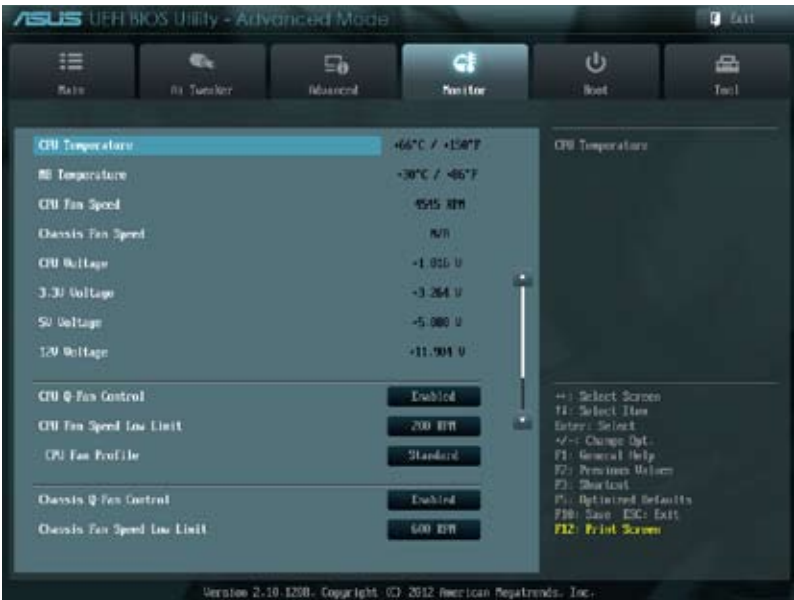 ASUS UEFI BIOS Utility - Advanced Mode
Exit
Main
Ai Tweaker
Advanced
Monitor
Boot
Tool
CPU Temperature +66°C / +150°F
CPU Temperature
MB Temperature +30°C / +86°F
CPU Fan Speed 4545 RPM
Chassis Fan Speed N/A
CPU Voltage +1.016 V
3.3V Voltage +3.264 V
5V Voltage +5.080 V
12V Voltage +11.904 V
CPU Q-Fan Control Enabled
CPU Fan Speed Low Limit 200 RPM
CPU Fan Profile Standard
Chassis Q-Fan Control Enabled
Chassis Fan Speed Low Limit 600 RPM
→←: Select Screen
↑↓: Select Item
Enter: Select
+/-: Change Opt.
F1: General Help
F2: Previous Values
F3: Shortcut
F5: Optimized Defaults
F10: Save ESC: Exit
F12: Print Screen
Version 2.10.1208. Copyright (C) 2012 American Megatrends, Inc.